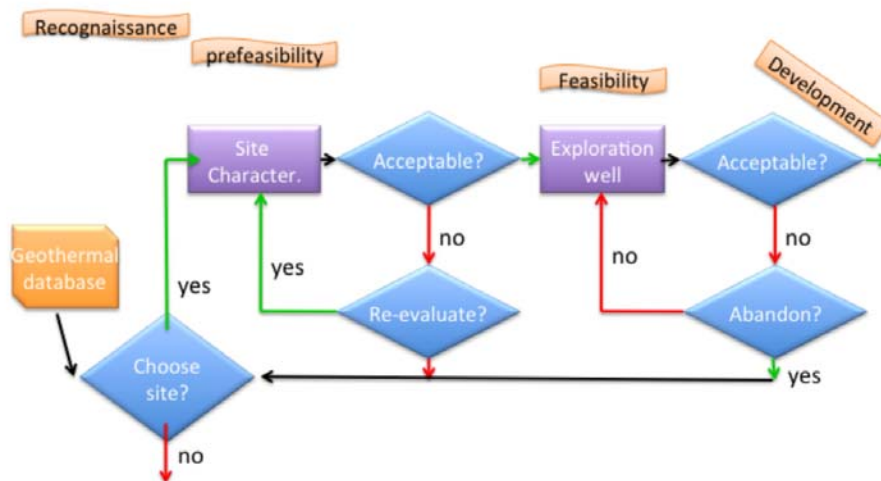 Recognaissance
prefeasibility
Feasibility
Development
Site
Character.
Acceptable?
Exploration
well
Acceptable?
no
no
yes
no
Geothermal
database
yes
Re-evaluate?
Abandon?
Choose
site?
yes
no